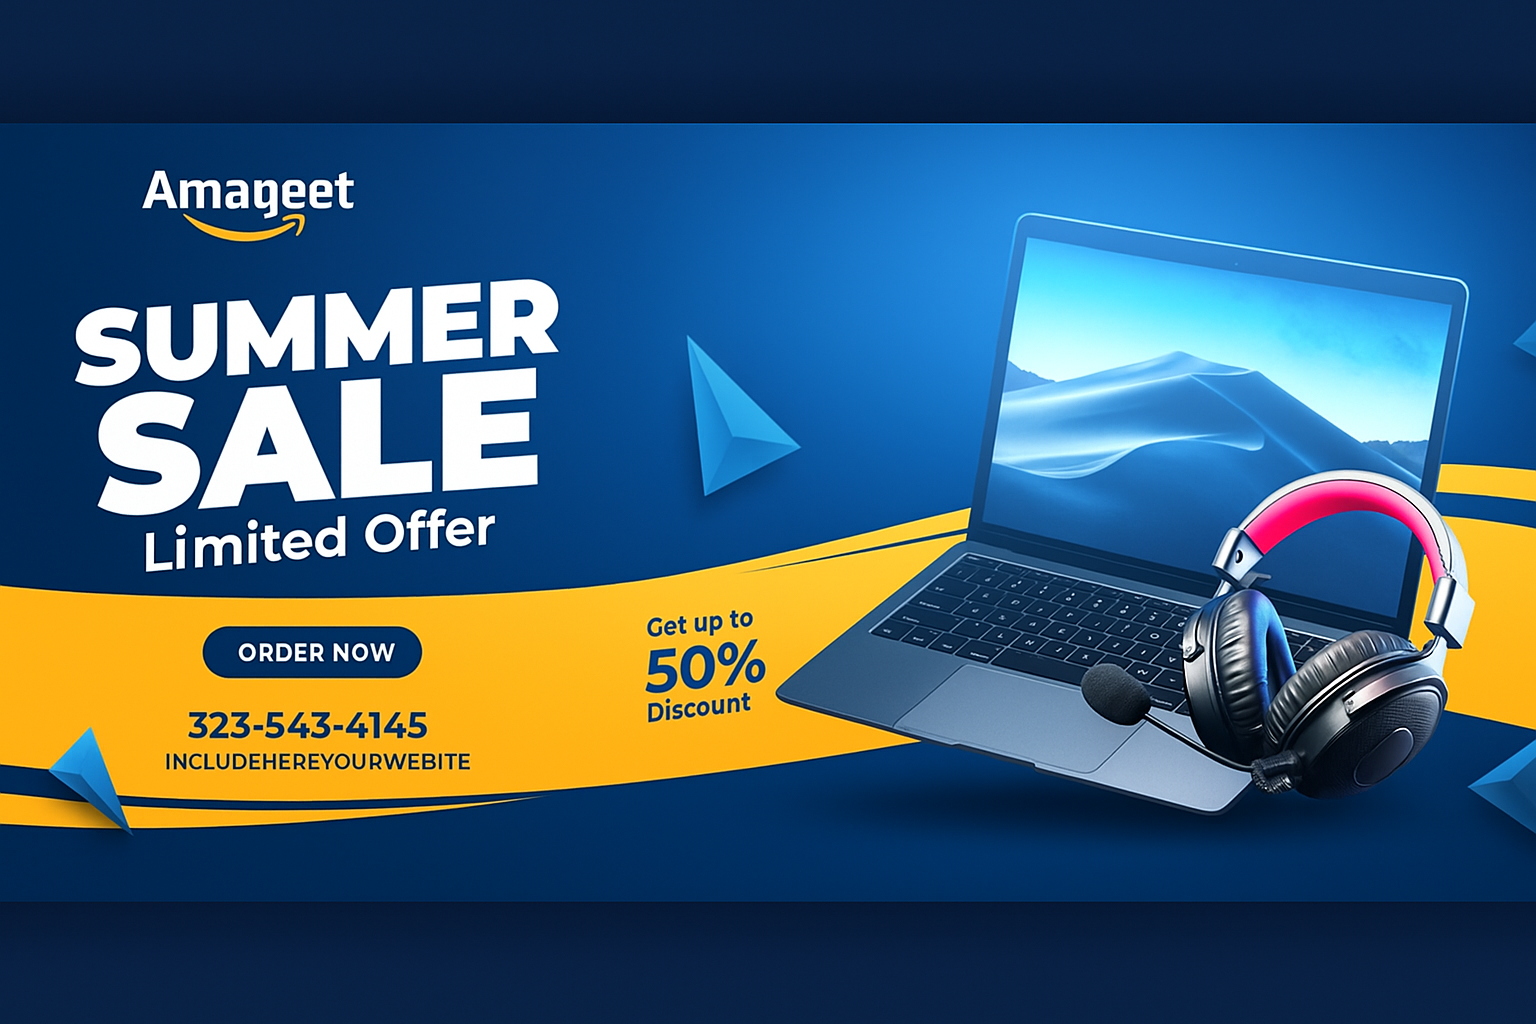 Amageet
SUMMER
SALE
Limited Offer
ORDER NOW
323-543-4145
INCLUDEHEREYOURWEBITE
Get up to
50%
Discount